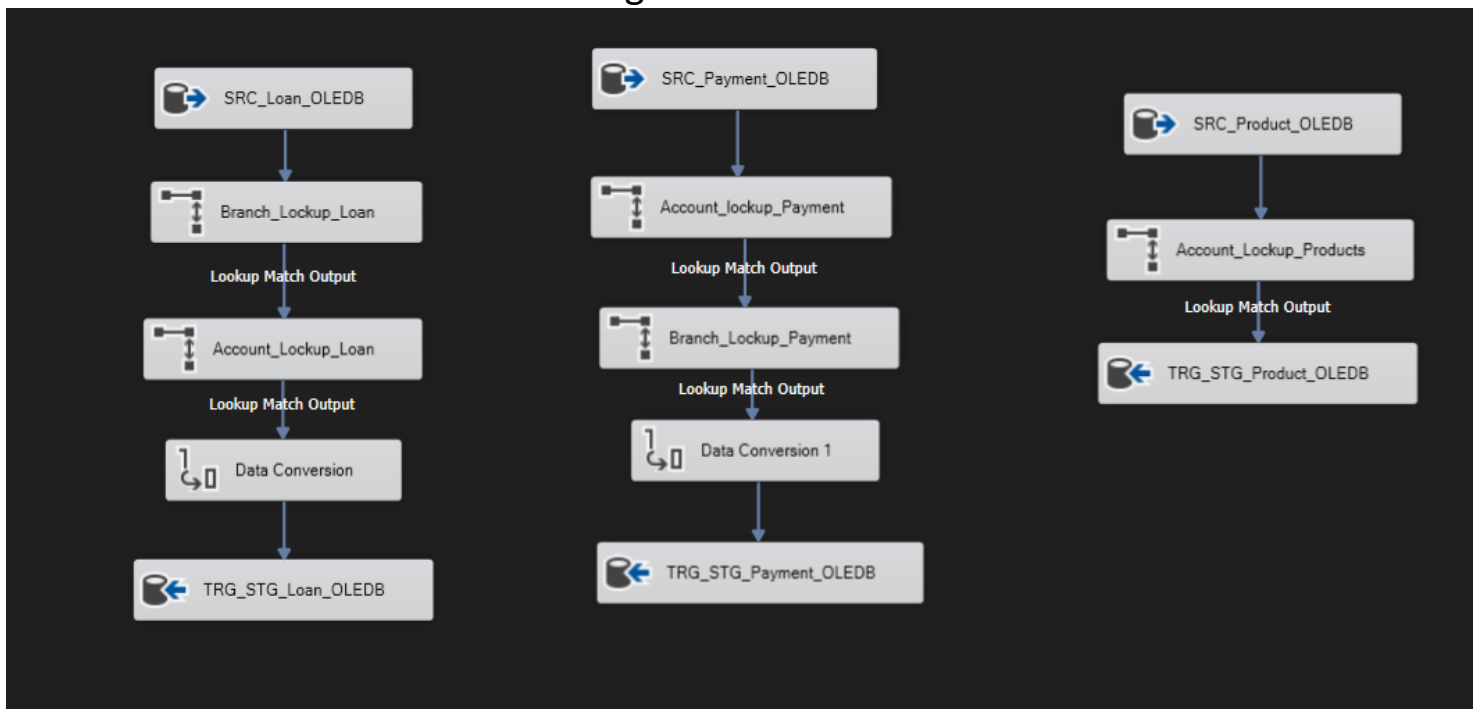 SRC_Loan_OLEDB
Branch_Lockup_Loan
Lookup Match Output
Account_Lockup_Loan
Lookup Match Output
Data Conversion
TRG_STG_Loan_OLEDB
SRC_Payment_OLEDB
Account_lockup_Payment
Lookup Match Output
Branch_Lockup_Payment
Lookup Match Output
Data Conversion 1
TRG_STG_Payment_OLEDB
SRC_Product_OLEDB
Account_Lockup_Products
Lookup Match Output
TRG_STG_Product_OLEDB